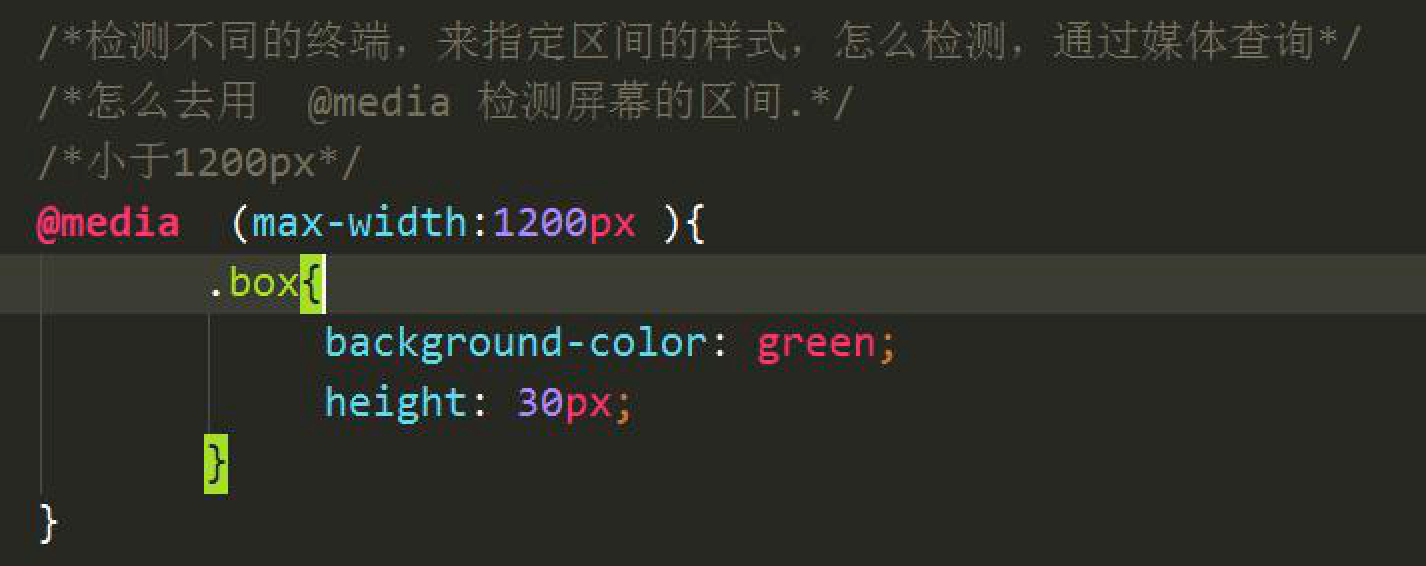 /*检测不同的终端，来指定区间的样式，怎么检测，通过媒体查询*/
/*怎么去用  @media 检测屏幕的区间.*/
/*小于1200px*/
@media  (max-width:1200px ){
.box{
background-color: green;
height: 30px;
}
}